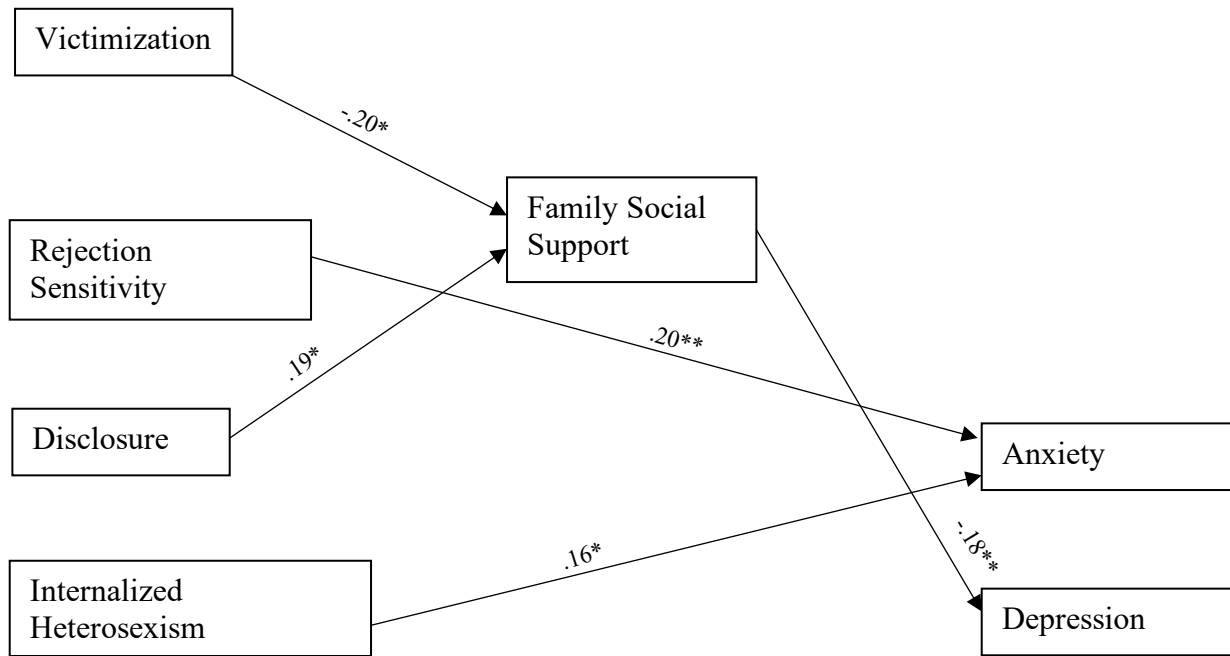 Victimization
-.20*
Family Social
Support
Rejection
Sensitivity
.20**
.19*
Disclosure
Anxiety
.16*
-.18**
Internalized
Heterosexism
Depression